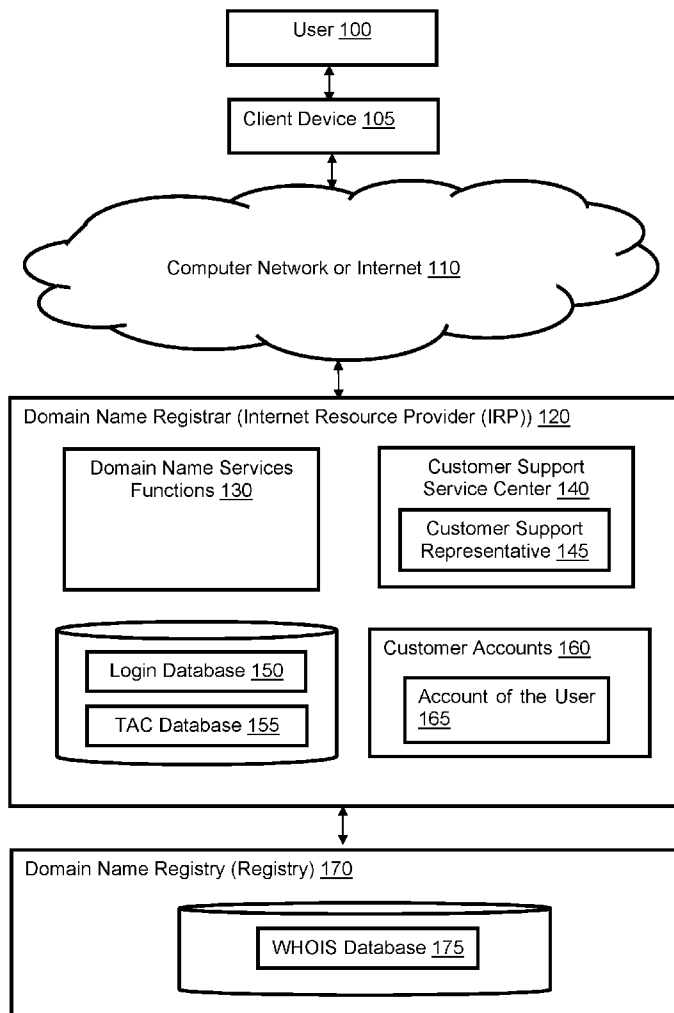 User 100
Client Device 105
Computer Network or Internet 110
Domain Name Registrar (Internet Resource Provider (IRP)) 120
Domain Name Services
Functions 130
Customer Support
Service Center 140
Customer Support
Representative 145
Login Database 150
TAC Database 155
Customer Accounts 160
Account of the User
165
Domain Name Registry (Registry) 170
WHOIS Database 175